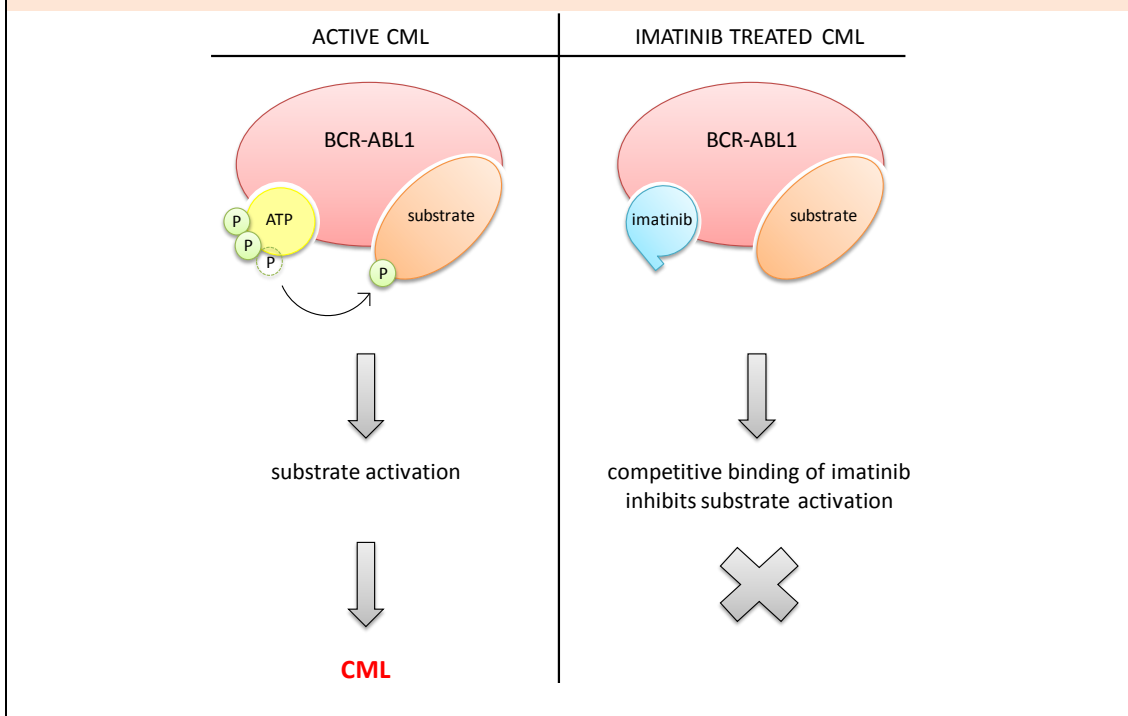 ACTIVE CML
IMATINIB TREATED CML
BCR-ABL1
ATP
substrate
P
P
P
P
BCR-ABL1
imatinib
substrate
substrate activation
competitive binding of imatinib
inhibits substrate activation
CML